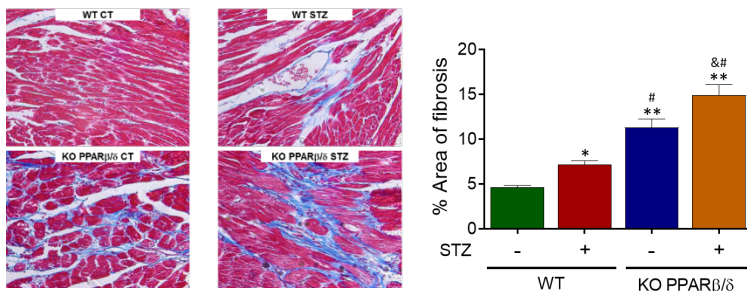 WT CT
WT STZ
KO PPARβ/δ CT
KO PPARβ/δ STZ
% Area of fibrosis
20
15
10
5
0
*
#
**
&#
**
STZ - + - +
WT KO PPARβ/δ